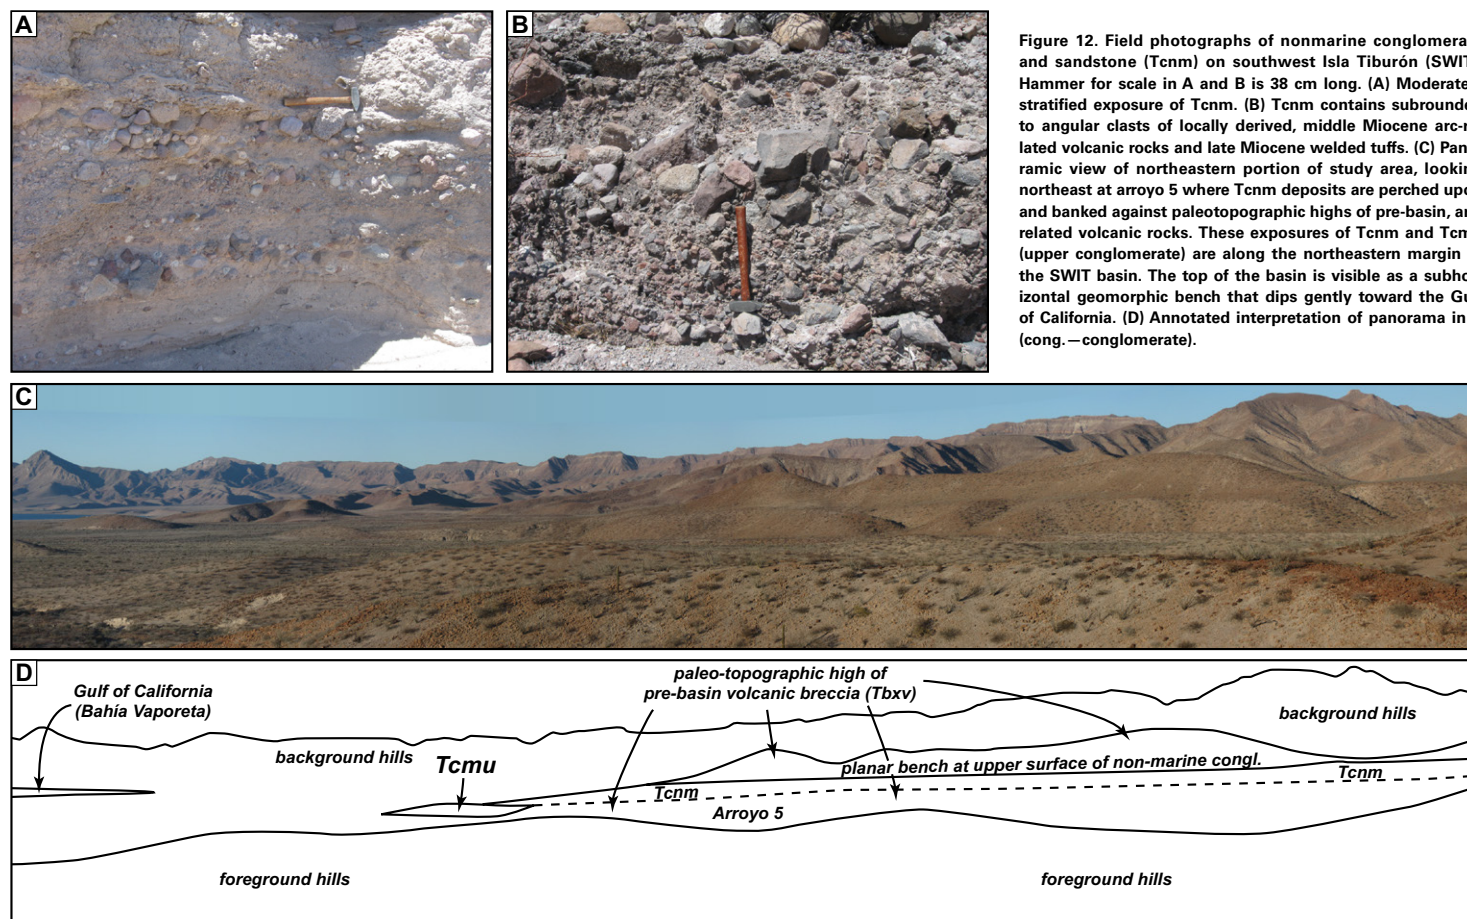 A
B
Figure 12. Field photographs of nonmarine conglomera
and sandstone (Tcnm) on southwest Isla Tiburón (SWIT
Hammer for scale in A and B is 38 cm long. (A) Moderate
stratified exposure of Tcnm. (B) Tcnm contains subrounde
to angular clasts of locally derived, middle Miocene arc-r
lated volcanic rocks and late Miocene welded tuffs. (C) Pan
ramic view of northeastern portion of study area, lookin
northeast at arroyo 5 where Tcnm deposits are perched upo
and banked against paleotopographic highs of pre-basin, ar
related volcanic rocks. These exposures of Tcnm and Tcm
(upper conglomerate) are along the northeastern margin
the SWIT basin. The top of the basin is visible as a subho
izontal geomorphic bench that dips gently toward the Gu
of California. (D) Annotated interpretation of panorama in
(cong.—conglomerate).
C
D
Gulf of California
(Bahía Vaporeta)
paleo-topographic high of
pre-basin volcanic breccia (Tbxv)
background hills
background hills
Tcmu
planar bench at upper surface of non-marine congl.
Tcnm
Tcnm
Arroyo 5
foreground hills
foreground hills